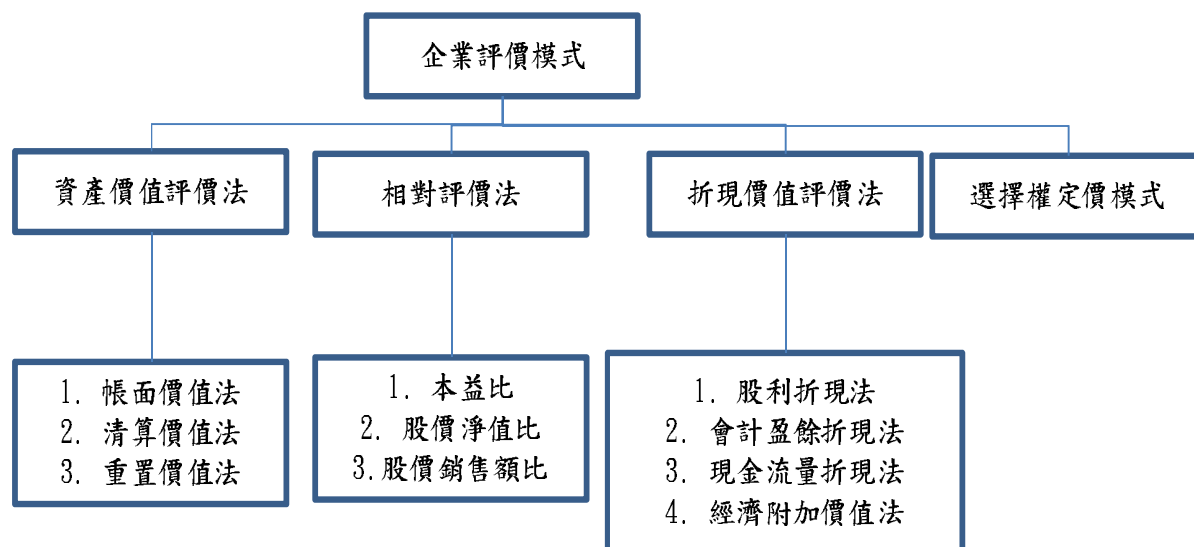 企業評價模式
資產價值評價法
相對評價法
折現價值評價法
選擇權定價模式
1. 帳面價值法
2. 清算價值法
3. 重置價值法
1. 本益比
2. 股價淨值比
3.股價銷售額比
1. 股利折現法
2. 會計盈餘折現法
3. 現金流量折現法
4. 經濟附加價值法